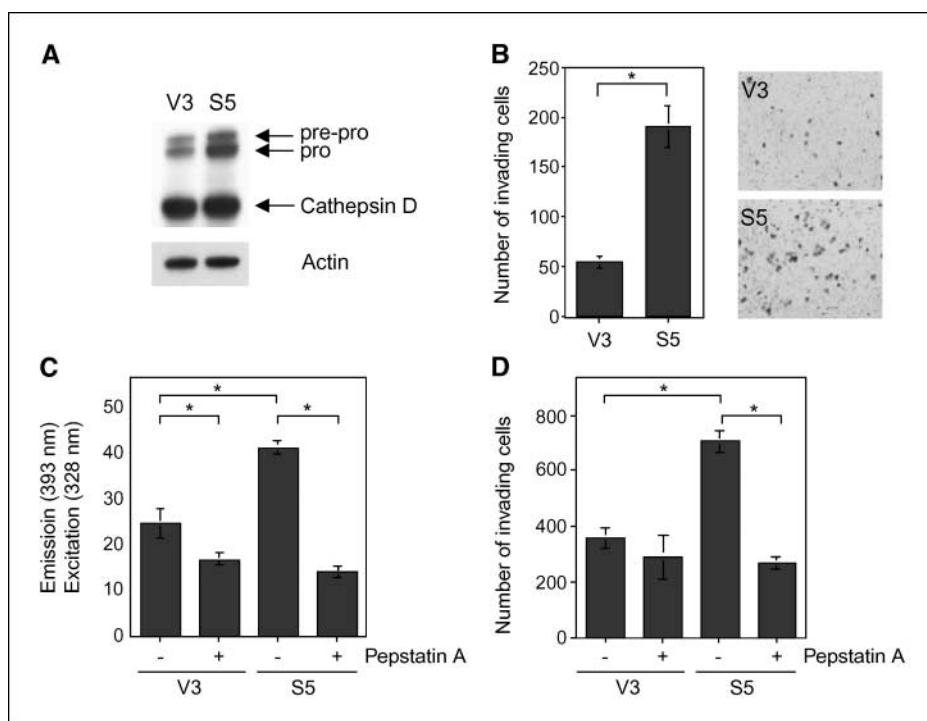 A
V3 S5
pre-pro
pro
Cathepsin D
Actin
B
Number of invading cells
250
200
150
100
50
0
V3 S5
*
V3
S5
C
Emissioin (393 nm)
Excitation (328 nm)
50
40
30
20
10
0
*
*
*
- + - + Pepstatin A
V3 S5
D
Number of invading cells
800
600
400
200
0
*
*
- + - + Pepstatin A
V3 S5